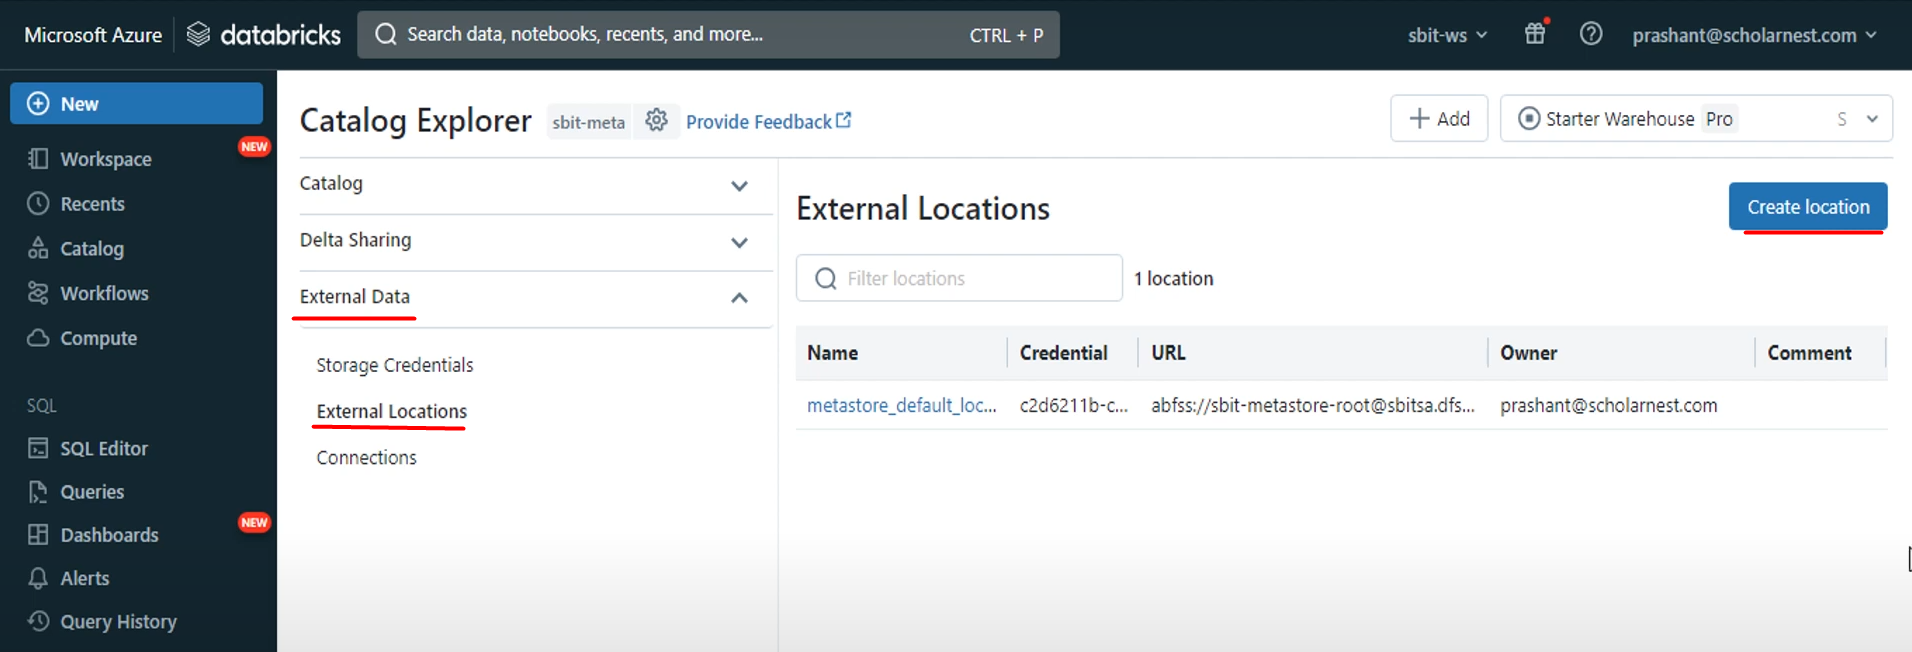 Microsoft Azure databricks Search data, notebooks, recents, and more... CTRL + P sbit-ws prashant@scholarnest.com
New
Workspace NEW
Recents
Catalog
Workflows
Compute
SQL
SQL Editor
Queries
Dashboards NEW
Alerts
Query History
Catalog Explorer sbit-meta Provide Feedback Add Starter Warehouse Pro S
Catalog
Delta Sharing
External Data
Storage Credentials
External Locations
Connections
External Locations Create location
Filter locations 1 location
Name Credential URL Owner Comment
metastore_default_loc... c2d6211b-c... abfss://sbit-metastore-root@sbitsa.dfs... prashant@scholarnest.com